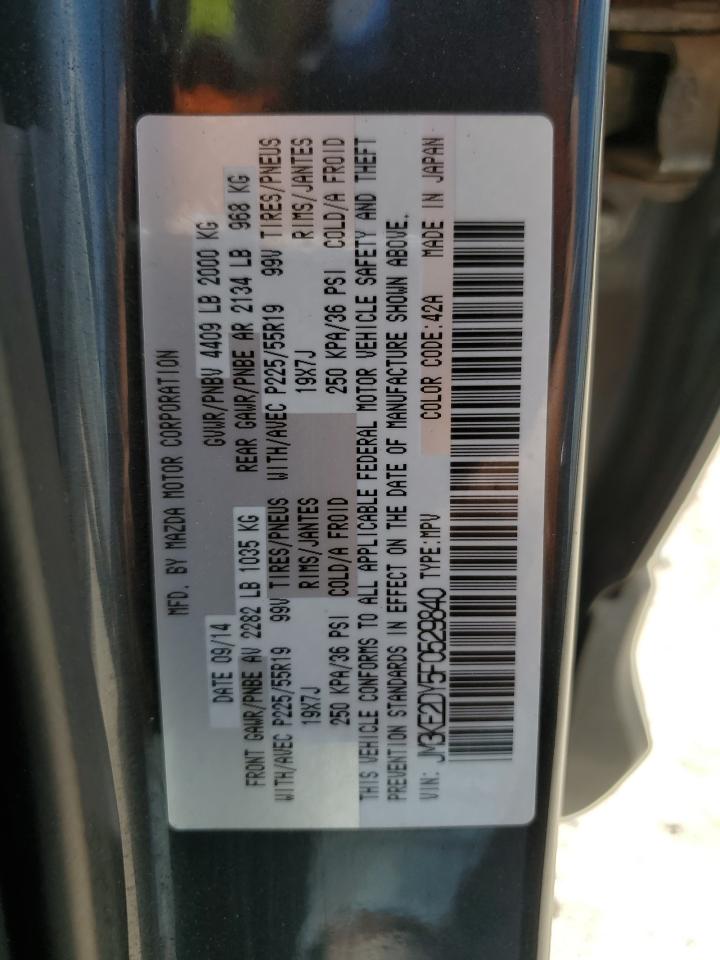 MFD. BY MAZDA MOTOR CORPORATION
DATE 09/14 GVWR/PNBV 4409 LB 2000 KG
FRONT GAWR/PNBE AV 2282 LB 1035 KG REAR GAWR/PNBE AR 2134 LB 968 KG
WITH/AVEC P225/55R19 99V TIRES/PNEUS WITH/AVEC P225/55R19 99V TIRES/PNEUS
19X7J RIMS/JANTES 19X7J RIMS/JANTES
250 KPA/36 PSI COLD/A FROID 250 KPA/36 PSI COLD/A FROID
THIS VEHICLE CONFORMS TO ALL APPLICABLE FEDERAL MOTOR VEHICLE SAFETY AND THEFT
PREVENTION STANDARDS IN EFFECT ON THE DATE OF MANUFACTURE SHOWN ABOVE.
VIN: JM3KE2DY5F0529840 TYPE:MPV COLOR CODE:42A MADE IN JAPAN